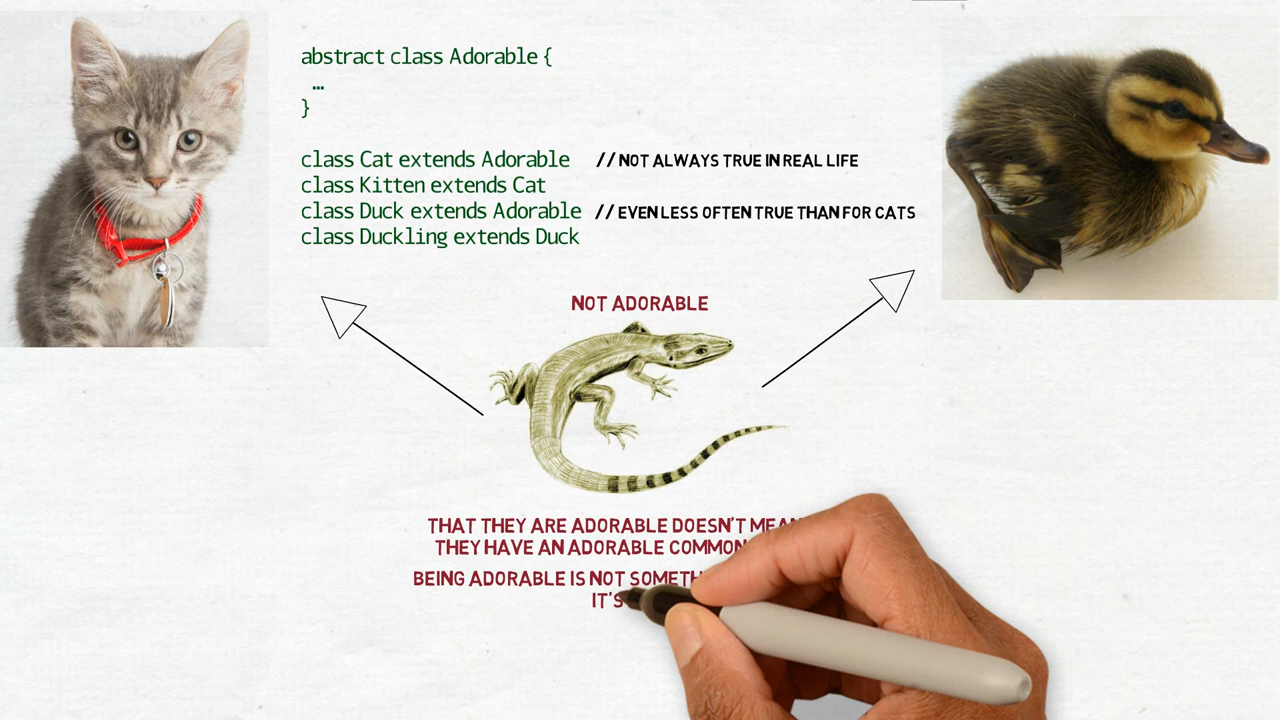 abstract class Adorable {
…
}
class Cat extends Adorable // NOT ALWAYS TRUE IN REAL LIFE
class Kitten extends Cat
class Duck extends Adorable // EVEN LESS OFTEN TRUE THAN FOR CATS
class Duckling extends Duck
NOT ADORABLE
THAT THEY ARE ADORABLE DOESN'T
THEY HAVE AN ADORABLE COMMON
BEING ADORABLE IS NOT
IT'S